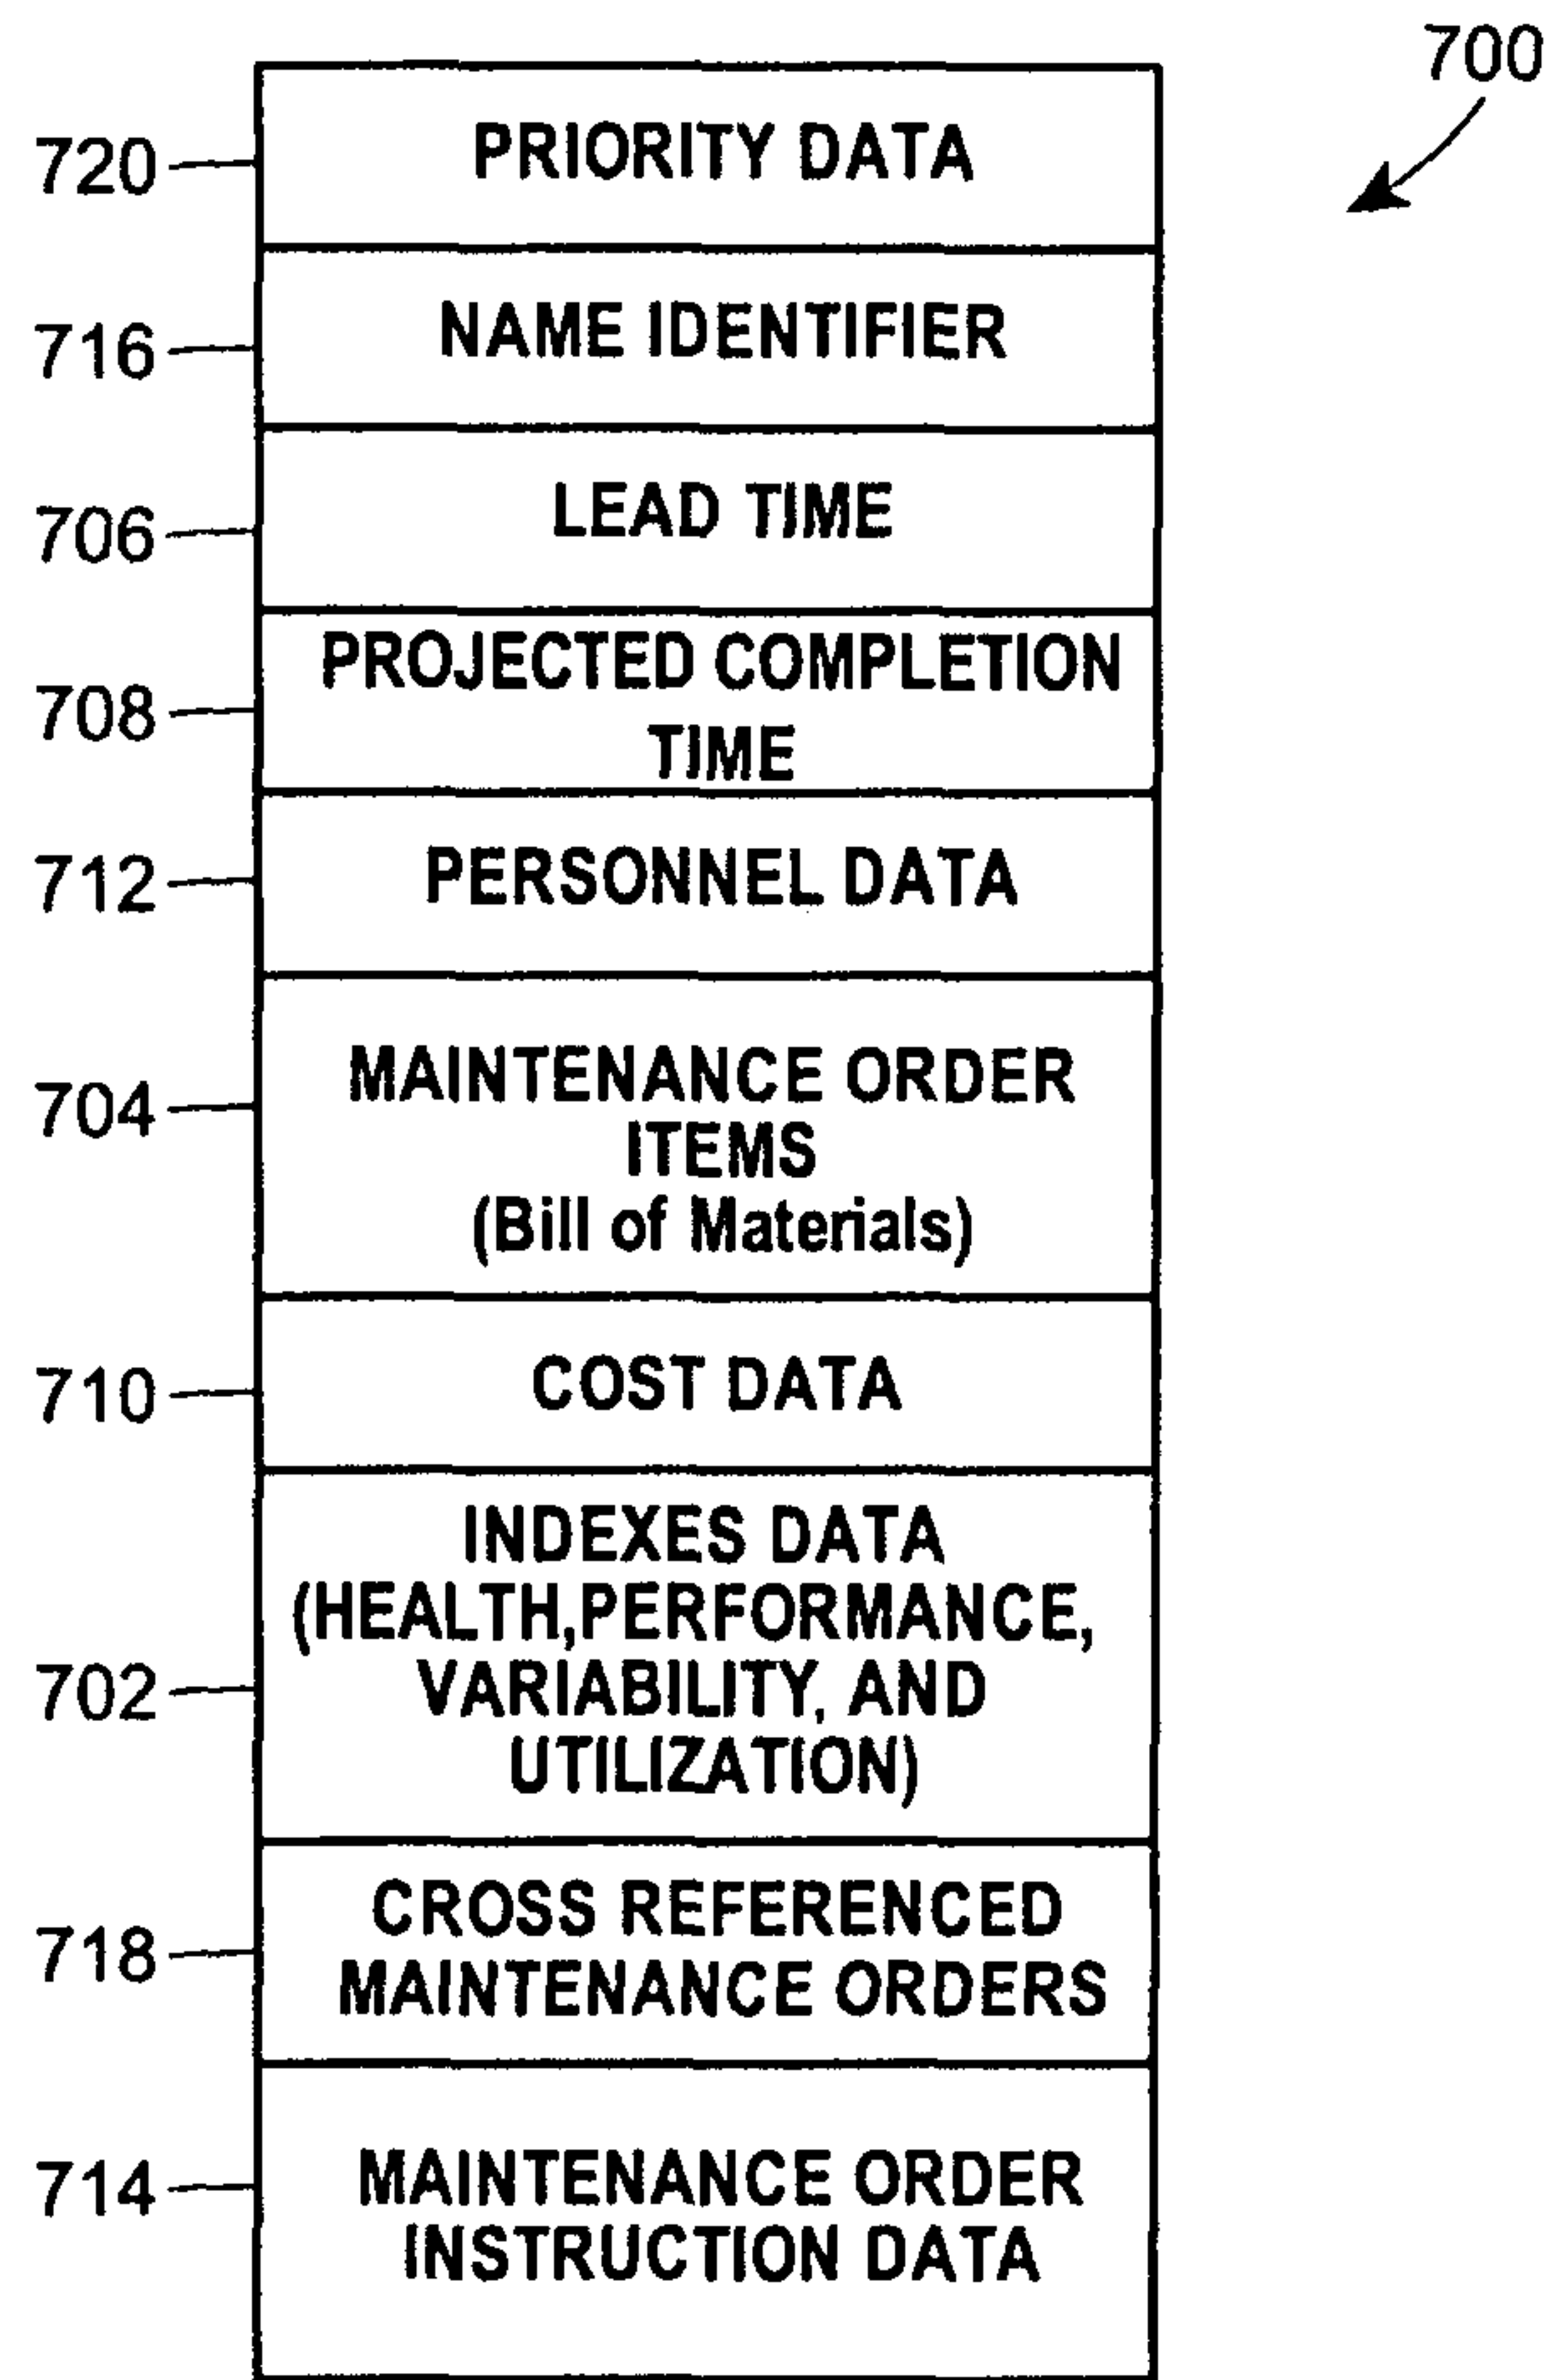 700
720
PRIORITY DATA
716
NAME IDENTIFIER
706
LEAD TIME
708
PROJECTED COMPLETION
TIME
712
PERSONNEL DATA
704
MAINTENANCE ORDER
ITEMS
(Bill of Materials)
710
COST DATA
702
INDEXES DATA
(HEALTH,PERFORMANCE,
VARIABILITY, AND
UTILIZATION)
718
CROSS REFERENCED
MAINTENANCE ORDERS
714
MAINTENANCE ORDER
INSTRUCTION DATA